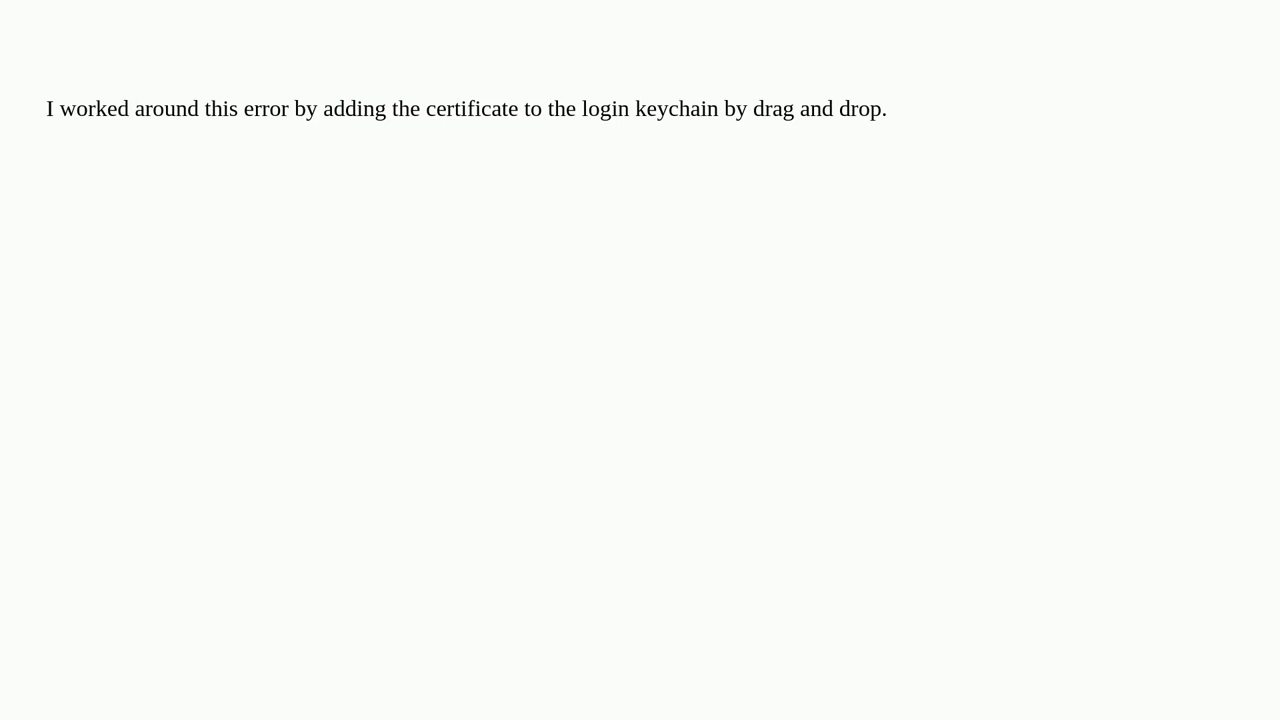 I worked around this error by adding the certificate to the login keychain by drag and drop.